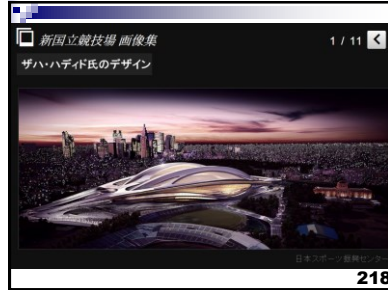 新国立競技場 画像集
1 / 11
ザハ・ハディド氏のデザイン
日本スポーツ振興センター
218